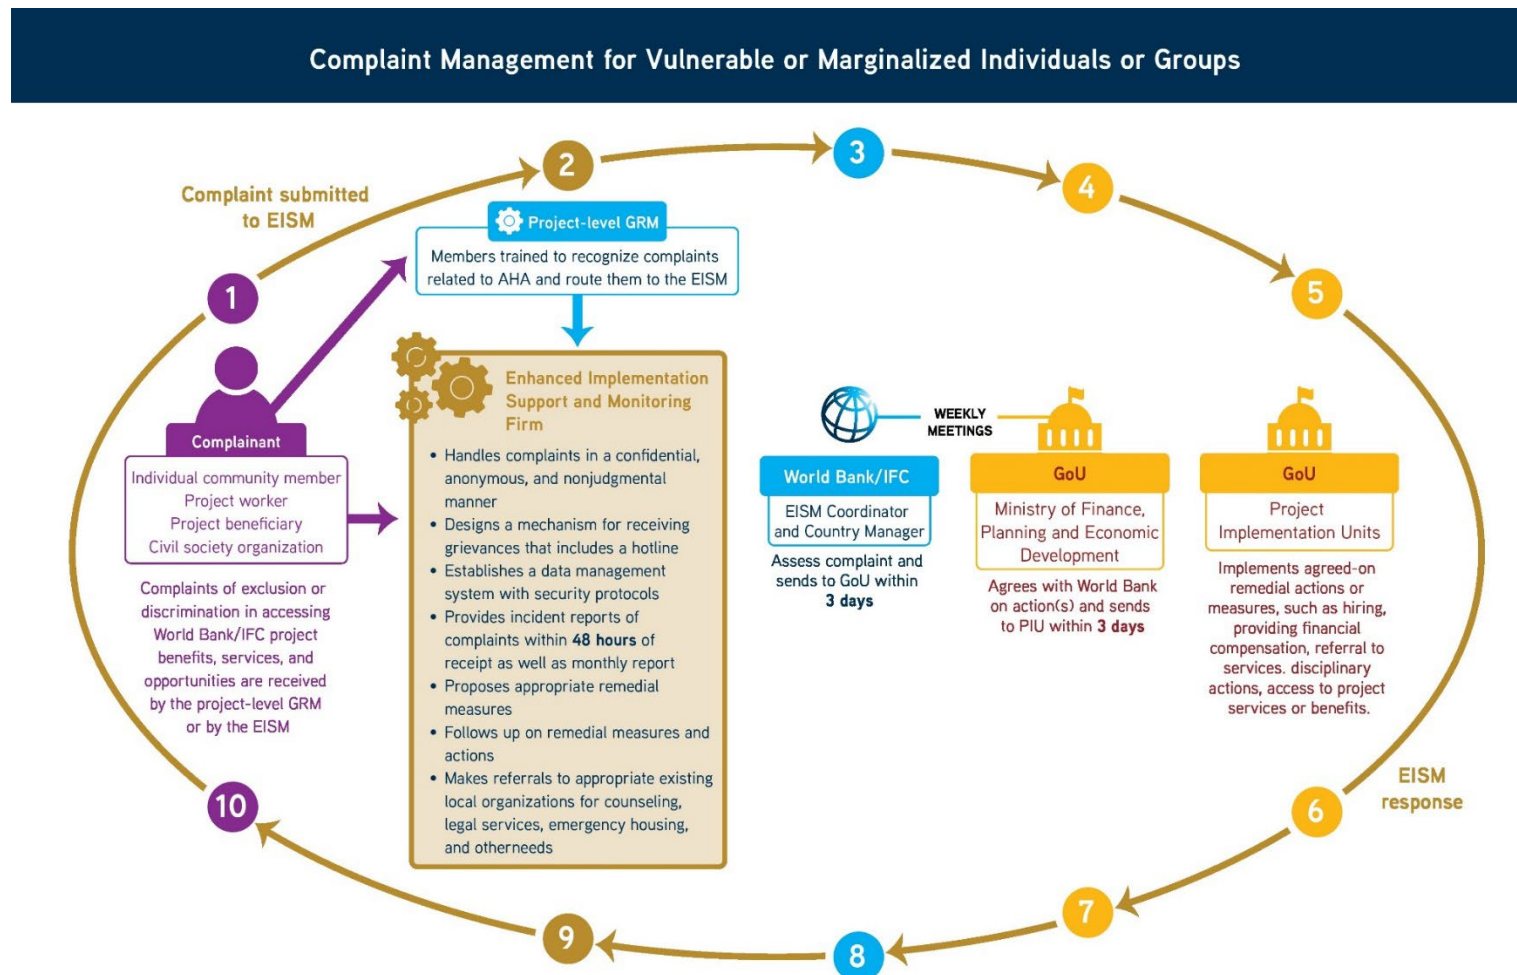 Complaint Management for Vulnerable or Marginalized Individuals or Groups
Complaint submitted
to EISM
1
2
3
4
5
Project-level GRM
Members trained to recognize complaints
related to AHA and route them to the EISM
Complainant
Individual community member
Project worker
Project beneficiary
Civil society organization
Complaints of exclusion or
discrimination in accessing
World Bank/IFC project
benefits, services, and
opportunities are received
by the project-level GRM
or by the EISM
Enhanced Implementation
Support and Monitoring
Firm
• Handles complaints in a confidential,
anonymous, and nonjudgmental
manner
• Designs a mechanism for receiving
grievances that includes a hotline
• Establishes a data management
system with security protocols
• Provides incident reports of
complaints within 48 hours of
receipt as well as monthly report
• Proposes appropriate remedial
measures
• Follows up on remedial measures and
actions
• Makes referrals to appropriate existing
local organizations for counseling,
legal services, emergency housing,
and otherneeds
WEEKLY
MEETINGS
World Bank/IFC
EISM Coordinator
and Country Manager
Assess complaint and
sends to GoU within
3 days
GoU
Ministry of Finance,
Planning and Economic
Development
Agrees with World Bank
on action(s) and sends
to PIU within 3 days
GoU
Project
Implementation Units
Implements agreed-on
remedial actions or
measures, such as hiring,
providing financial
compensation, referral to
services. disciplinary
actions, access to project
services or benefits.
EISM
response
6
7
8
9
10